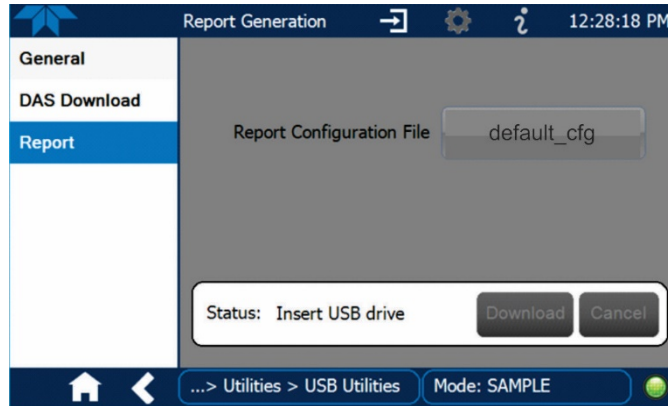 Report Generation
12:28:18 PM
General
DAS Download
Report
Report Configuration File
default_cfg
Status: Insert USB drive
Download
Cancel
...> Utilities > USB Utilities
Mode: SAMPLE